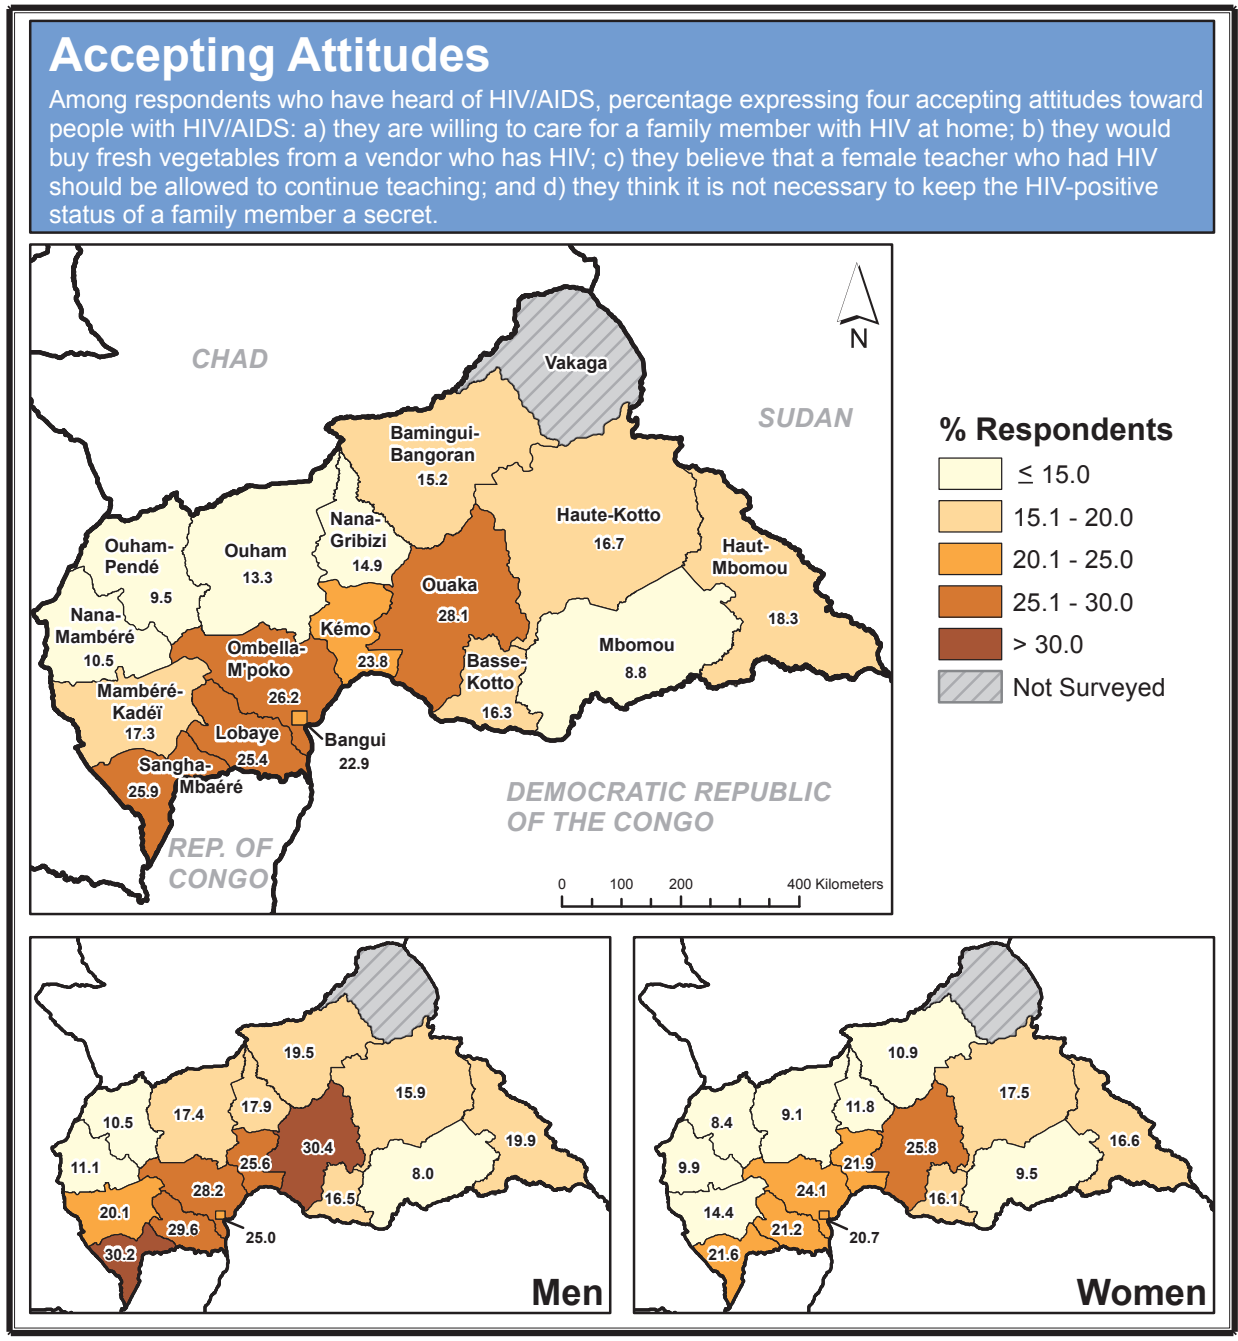 Accepting Attitudes
Among respondents who have heard of HIV/AIDS, percentage expressing four accepting attitudes toward
people with HIV/AIDS: a) they are willing to care for a family member with HIV at home; b) they would
buy fresh vegetables from a vendor who has HIV; c) they believe that a female teacher who had HIV
should be allowed to continue teaching; and d) they think it is not necessary to keep the HIV-positive
status of a family member a secret.
CHAD
SUDAN
N
Vakaga
Bamingui-
Bangoran
15.2
Haute-Kotto
16.7
Haut-
Mbomou
18.3
Nana-
Gribizi
14.9
Ouham
13.3
Ouham-
Pendé
9.5
Nana-
Mambéré
10.5
Ouaka
28.1
Kémo
23.8
Ombella-
M'poko
26.2
Basse-
Kotto
16.3
Mbomou
8.8
Mambéré-
Kadéï
17.3
Lobaye
25.4
Bangui
22.9
Sangha-
Mbaéré
25.9
DEMOCRATIC REPUBLIC
OF THE CONGO
REP. OF
CONGO
0 100 200 400 Kilometers
% Respondents
≤ 15.0
15.1 - 20.0
20.1 - 25.0
25.1 - 30.0
> 30.0
Not Surveyed
19.5
15.9
17.9
17.4
10.5
11.1
30.4
19.9
25.6
28.2
8.0
16.5
20.1
29.6
25.0
30.2
Men
10.9
17.5
11.8
9.1
8.4
9.9
25.8
16.6
21.9
24.1
9.5
16.1
14.4
21.2
20.7
21.6
Women